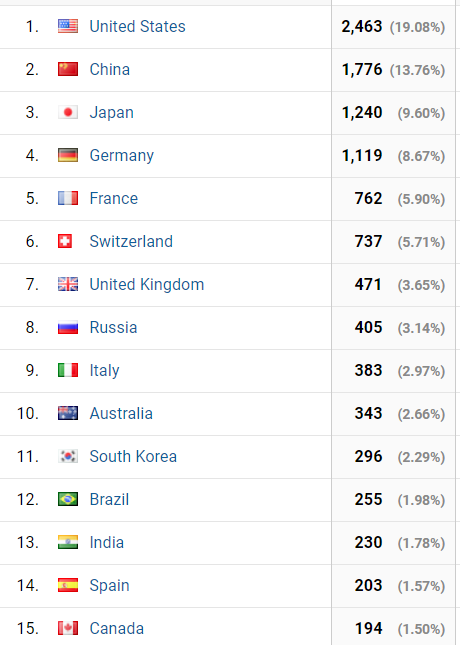 1. United States 2,463 (19.08%)
2. China 1,776 (13.76%)
3. Japan 1,240 (9.60%)
4. Germany 1,119 (8.67%)
5. France 762 (5.90%)
6. Switzerland 737 (5.71%)
7. United Kingdom 471 (3.65%)
8. Russia 405 (3.14%)
9. Italy 383 (2.97%)
10. Australia 343 (2.66%)
11. South Korea 296 (2.29%)
12. Brazil 255 (1.98%)
13. India 230 (1.78%)
14. Spain 203 (1.57%)
15. Canada 194 (1.50%)